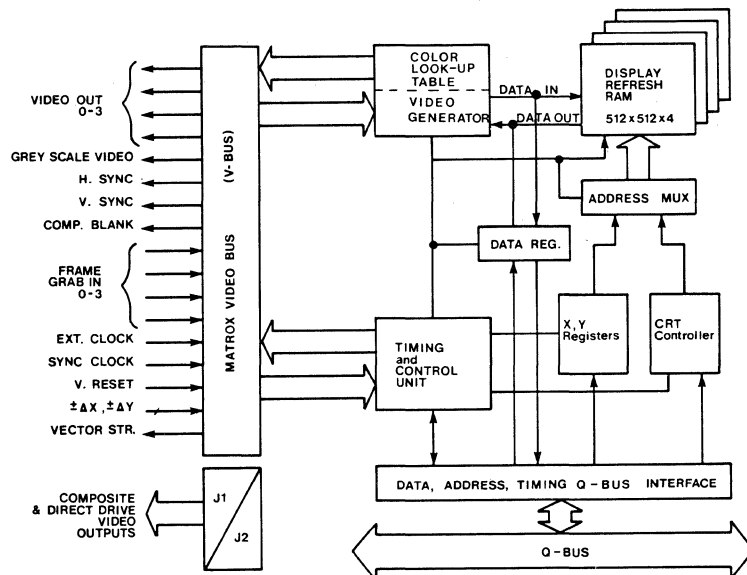 VIDEO OUT
0-3
GREY SCALE VIDEO
H. SYNC
V. SYNC
COMP. BLANK
FRAME
GRAB IN
0-3
EXT. CLOCK
SYNC CLOCK
V. RESET
±ΔX, ±ΔY
VECTOR STR.
MATROX VIDEO BUS (V-BUS)
COMPOSITE
& DIRECT DRIVE
VIDEO
OUTPUTS
J1
J2
COLOR
LOOK-UP
TABLE
VIDEO
GENERATOR
DATA IN
DATA OUT
DISPLAY
REFRESH
RAM
512x512x4
ADDRESS MUX
DATA REG.
TIMING
and
CONTROL
UNIT
X, Y
Registers
CRT
Controller
DATA, ADDRESS, TIMING Q-BUS INTERFACE
Q-BUS